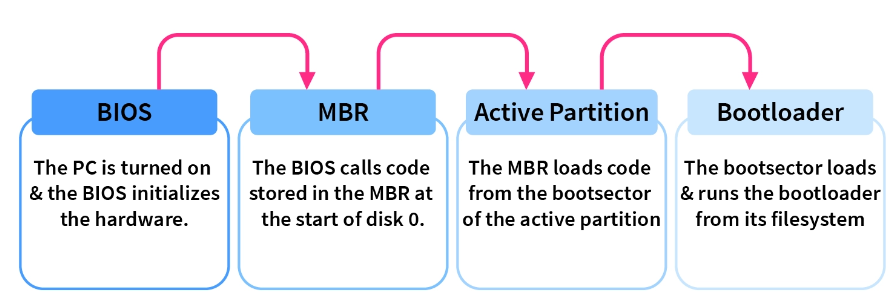 BIOS
The PC is turned on
& the BIOS initializes
the hardware.
MBR
The BIOS calls code
stored in the MBR at
the start of disk 0.
Active Partition
The MBR loads code
from the bootsector
of the active partition
Bootloader
The bootsector loads
& runs the bootloader
from its filesystem